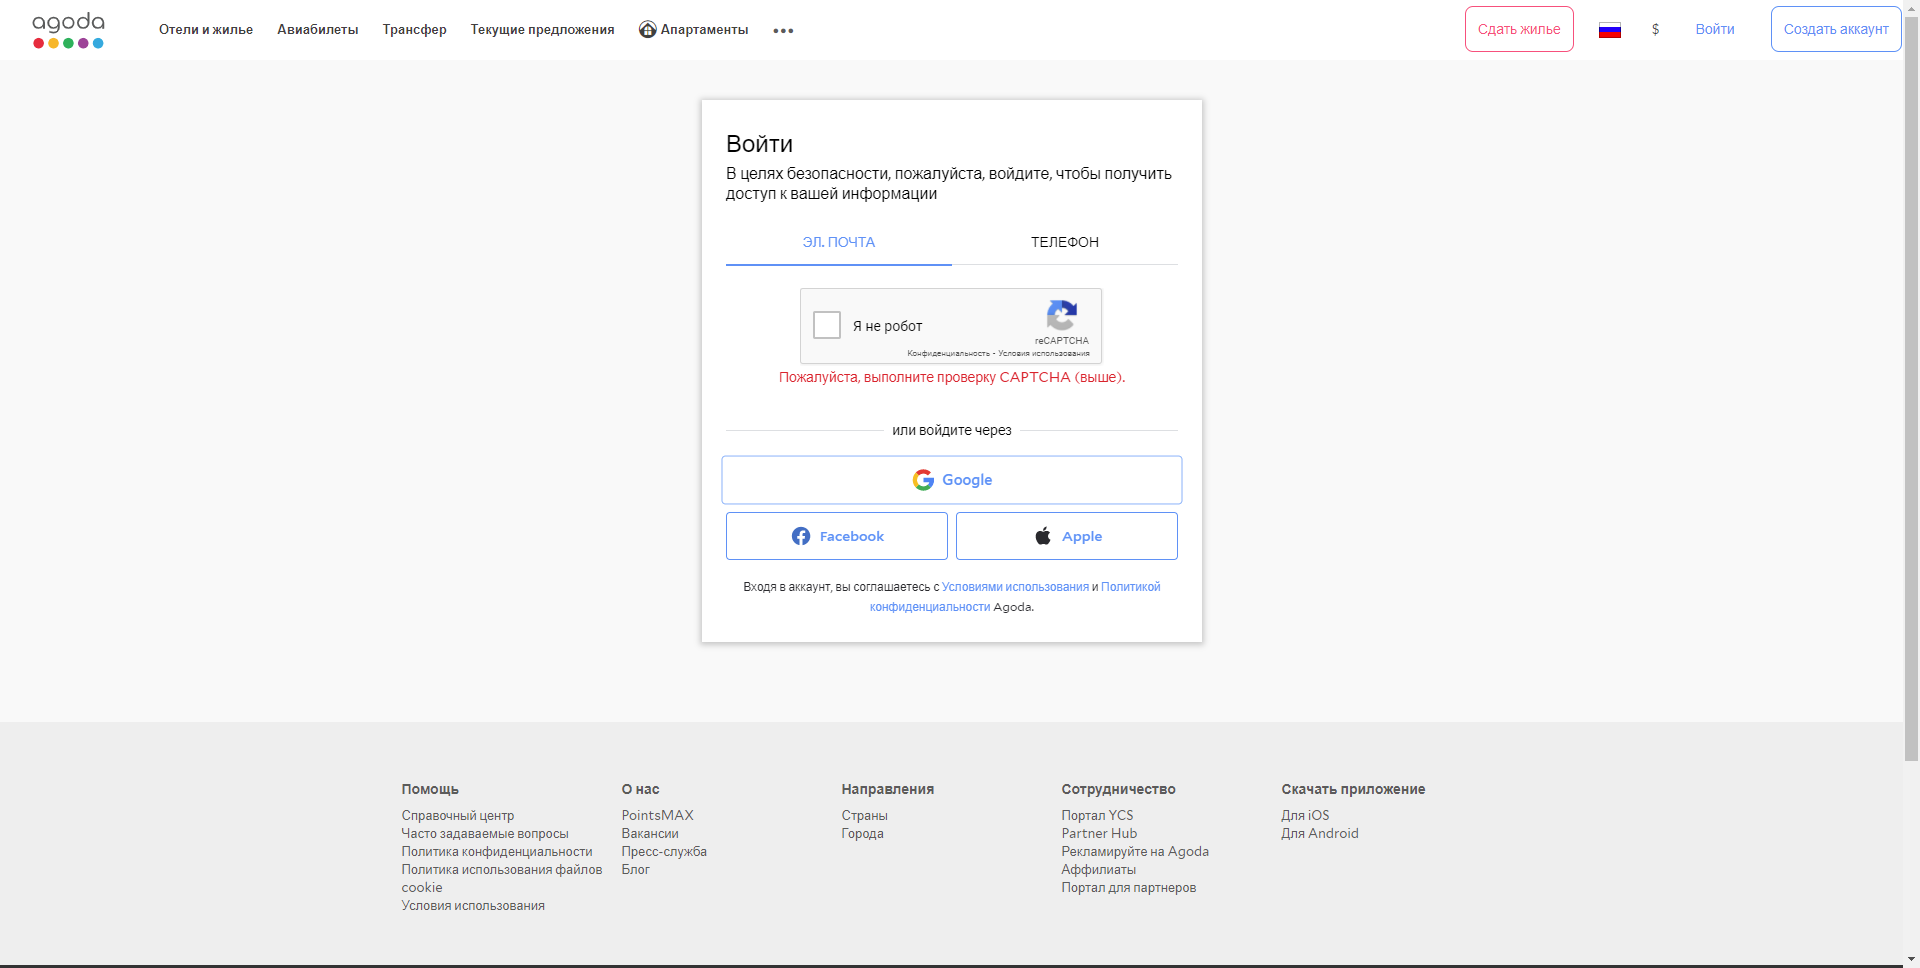 agoda
Отели и жилье Авиабилеты Трансфер Текущие предложения Апартаменты •••
Сдать жилье $ Войти Создать аккаунт
Войти
В целях безопасности, пожалуйста, войдите, чтобы получить
доступ к вашей информации
ЭЛ. ПОЧТА ТЕЛЕФОН
Я не робот
reCAPTCHA
Конфиденциальность - Условия использования
Пожалуйста, выполните проверку CAPTCHA (выше).
или войдите через
Google
Facebook Apple
Входя в аккаунт, вы соглашаетесь с Условиями использования и Политикой
конфиденциальности Agoda.
Помощь
Справочный центр
Часто задаваемые вопросы
Политика конфиденциальности
Политика использования файлов
cookie
Условия использования
О нас
PointsMAX
Вакансии
Пресс-служба
Блог
Направления
Страны
Города
Сотрудничество
Портал YCS
Partner Hub
Рекламируйте на Agoda
Аффилиаты
Портал для партнеров
Скачать приложение
Для iOS
Для Android